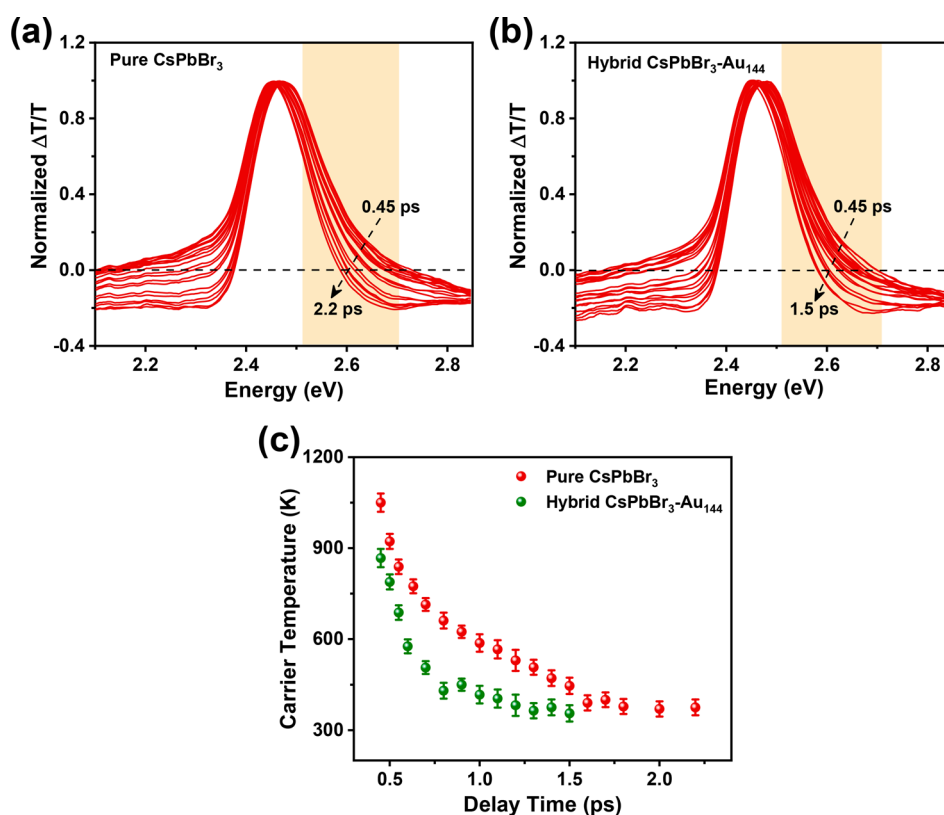 (a)
Pure CsPbBr₃
Normalized ΔT/T
1.2
0.8
0.4
0.0
-0.4
0.45 ps
2.2 ps
2.2
2.4
2.6
2.8
Energy (eV)
(b)
Hybrid CsPbBr₃-Au₁₄₄
Normalized ΔT/T
1.2
0.8
0.4
0.0
-0.4
0.45 ps
1.5 ps
2.2
2.4
2.6
2.8
Energy (eV)
(c)
Carrier Temperature (K)
1200
900
600
300
Pure CsPbBr₃
Hybrid CsPbBr₃-Au₁₄₄
0.5
1.0
1.5
2.0
Delay Time (ps)